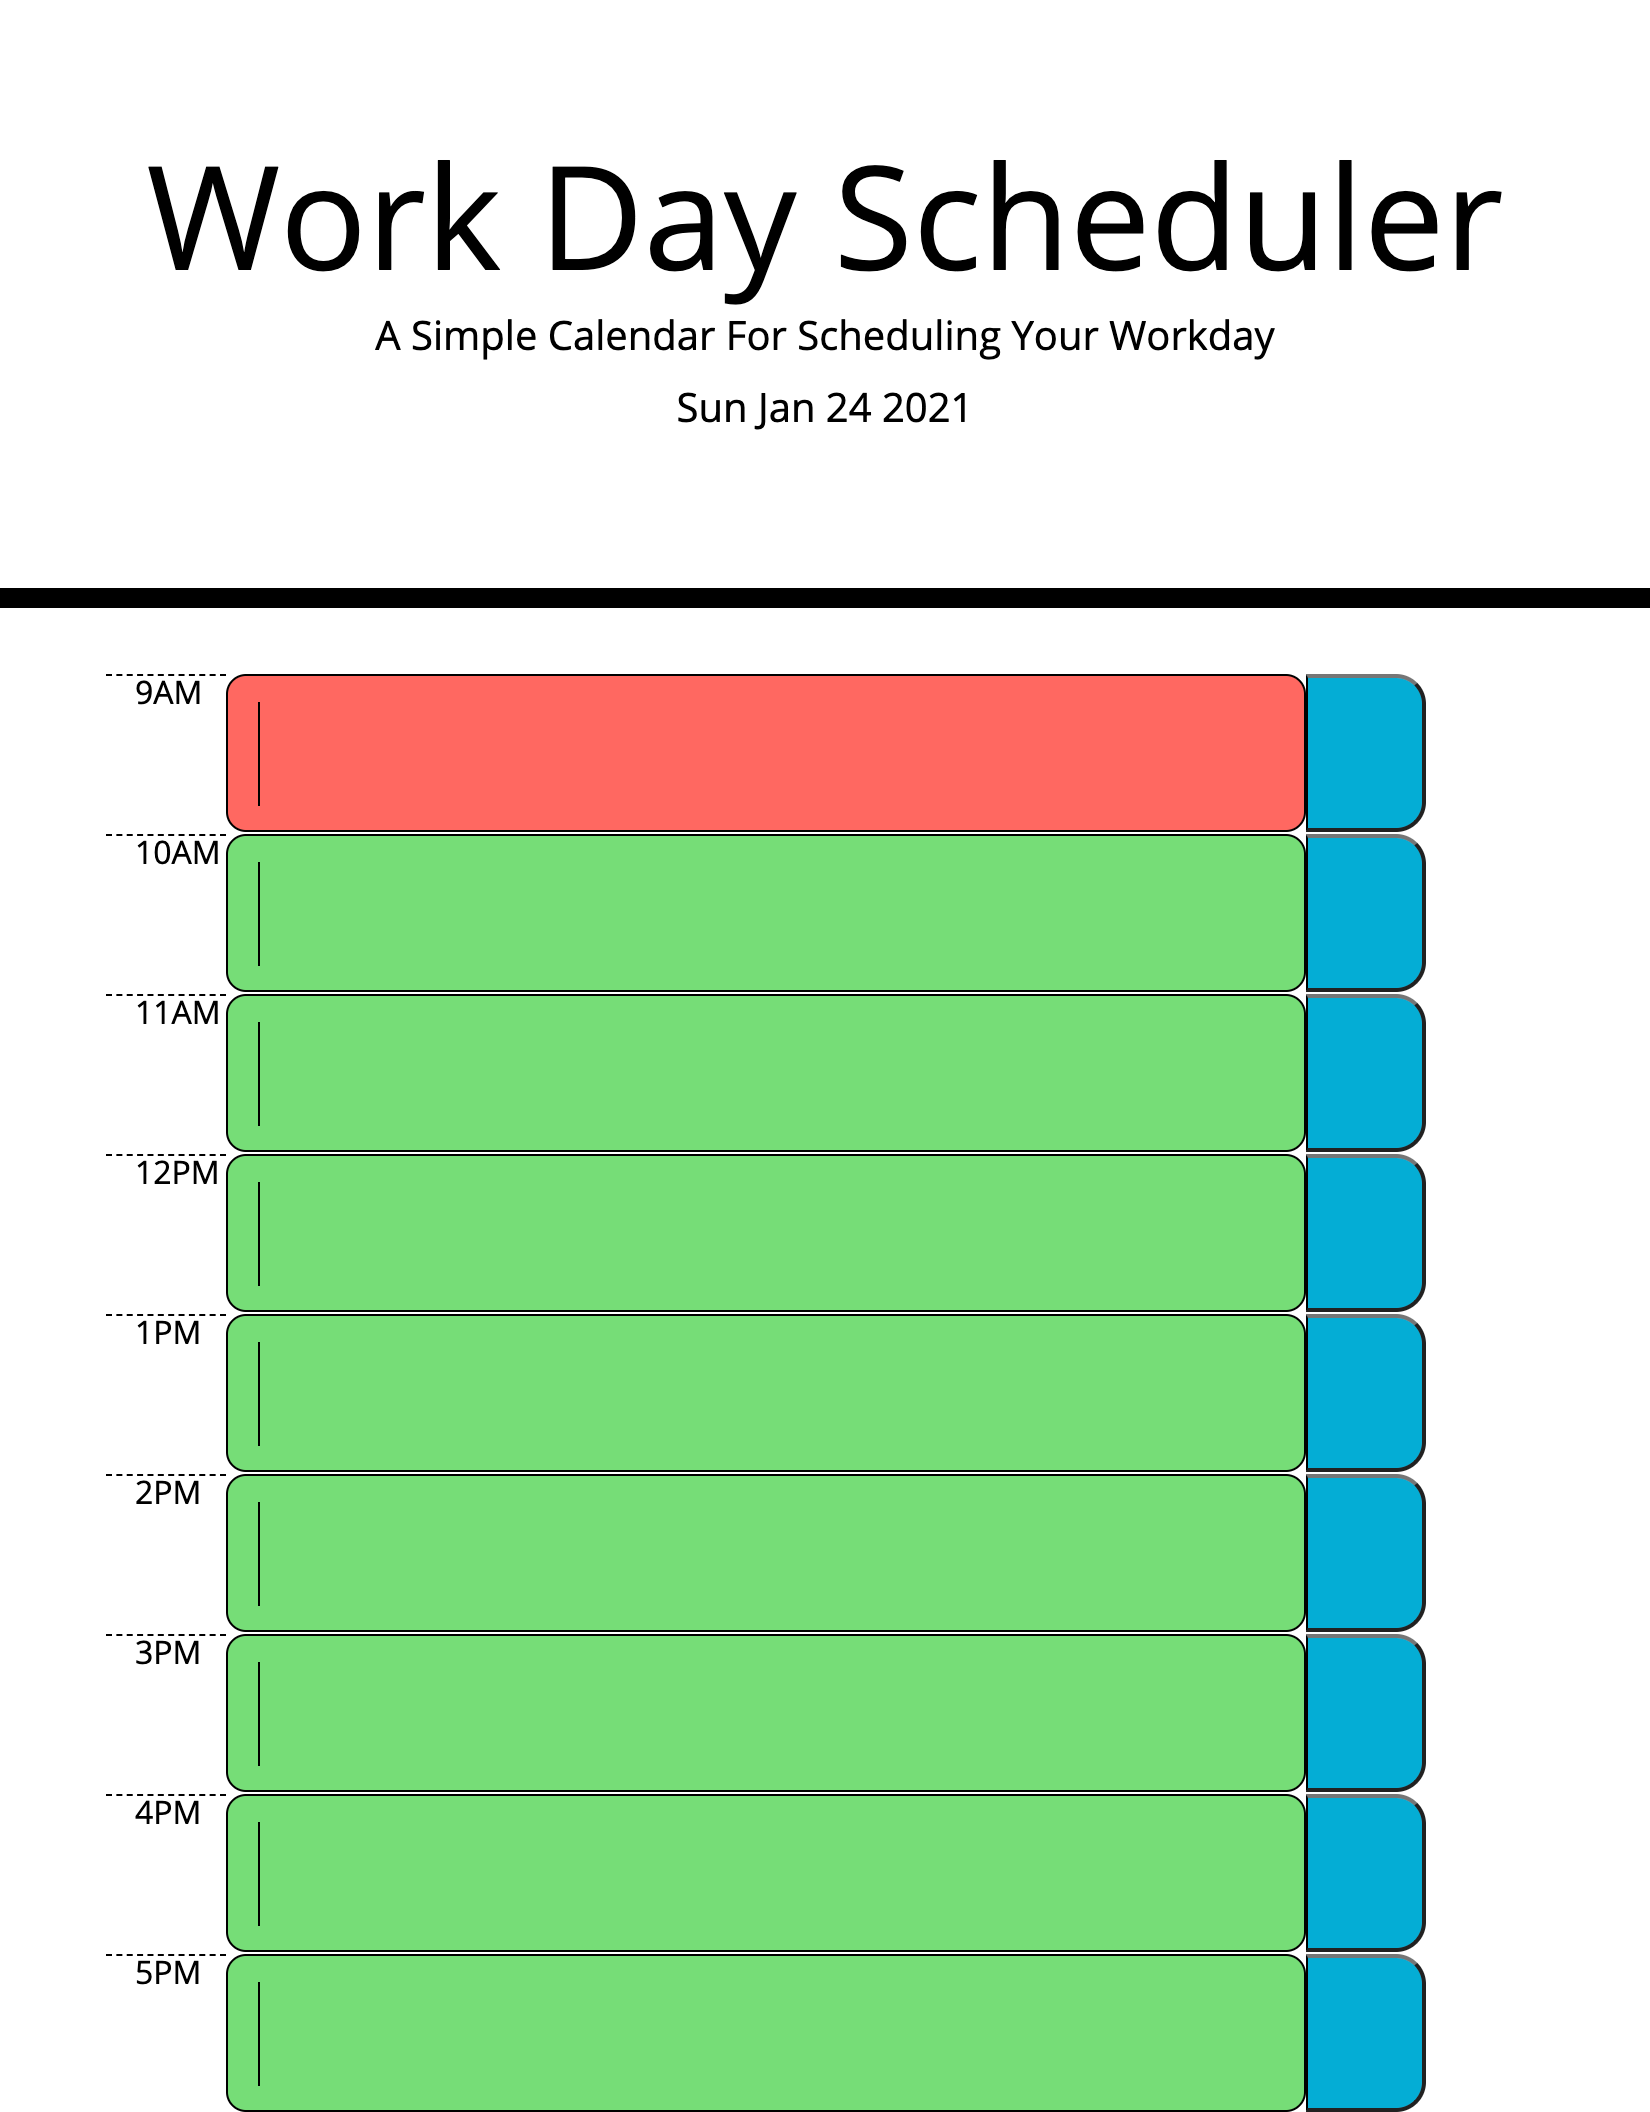 Work Day Scheduler
A Simple Calendar For Scheduling Your Workday
Sun Jan 24 2021
9AM
10AM
11AM
12PM
1PM
2PM
3PM
4PM
5PM